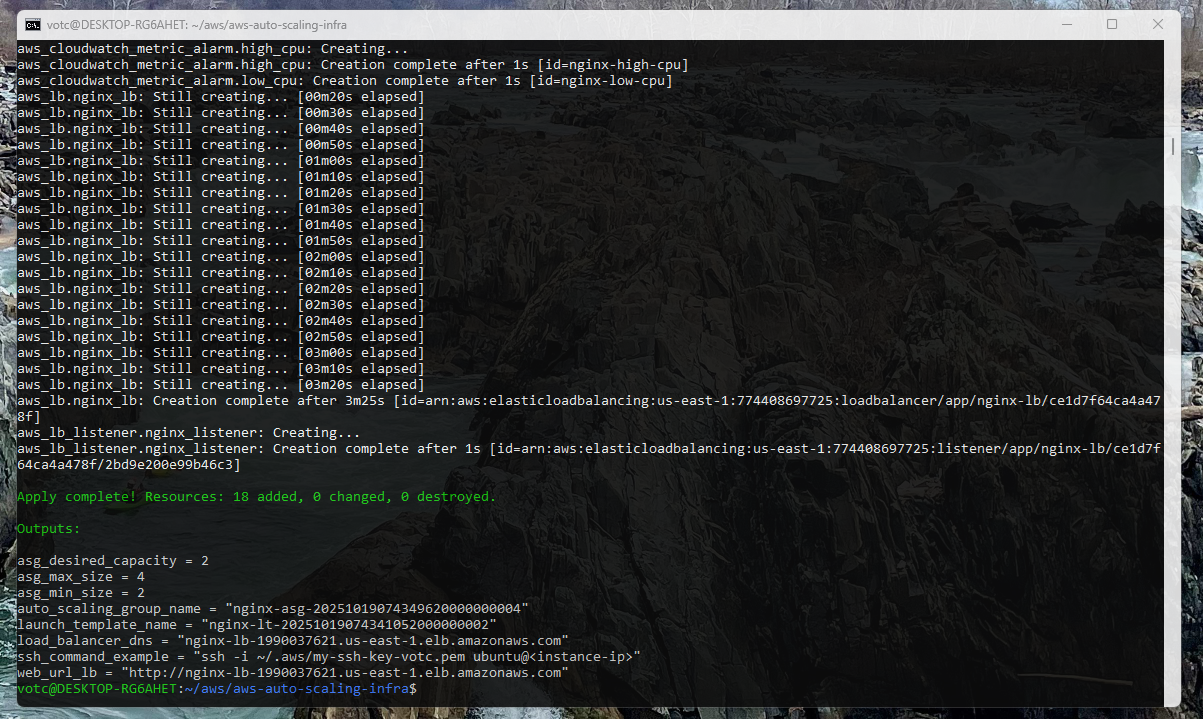 votc@DESKTOP-RG6AHET: ~/aws/aws-auto-scaling-infra
aws_cloudwatch_metric_alarm.high_cpu: Creating...
aws_cloudwatch_metric_alarm.high_cpu: Creation complete after 1s [id=nginx-high-cpu]
aws_cloudwatch_metric_alarm.low_cpu: Creation complete after 1s [id=nginx-low-cpu]
aws_lb.nginx_lb: Still creating... [00m20s elapsed]
aws_lb.nginx_lb: Still creating... [00m30s elapsed]
aws_lb.nginx_lb: Still creating... [00m40s elapsed]
aws_lb.nginx_lb: Still creating... [00m50s elapsed]
aws_lb.nginx_lb: Still creating... [01m00s elapsed]
aws_lb.nginx_lb: Still creating... [01m10s elapsed]
aws_lb.nginx_lb: Still creating... [01m20s elapsed]
aws_lb.nginx_lb: Still creating... [01m30s elapsed]
aws_lb.nginx_lb: Still creating... [01m40s elapsed]
aws_lb.nginx_lb: Still creating... [01m50s elapsed]
aws_lb.nginx_lb: Still creating... [02m00s elapsed]
aws_lb.nginx_lb: Still creating... [02m10s elapsed]
aws_lb.nginx_lb: Still creating... [02m20s elapsed]
aws_lb.nginx_lb: Still creating... [02m30s elapsed]
aws_lb.nginx_lb: Still creating... [02m40s elapsed]
aws_lb.nginx_lb: Still creating... [02m50s elapsed]
aws_lb.nginx_lb: Still creating... [03m00s elapsed]
aws_lb.nginx_lb: Still creating... [03m10s elapsed]
aws_lb.nginx_lb: Still creating... [03m20s elapsed]
aws_lb.nginx_lb: Creation complete after 3m25s [id=arn:aws:elasticloadbalancing:us-east-1:774408697725:loadbalancer/app/nginx-lb/ce1d7f64ca4a47
8f]
aws_lb_listener.nginx_listener: Creating...
aws_lb_listener.nginx_listener: Creation complete after 1s [id=arn:aws:elasticloadbalancing:us-east-1:774408697725:listener/app/nginx-lb/ce1d7f
64ca4a478f/2bd9e200e99b46c3]
Apply complete! Resources: 18 added, 0 changed, 0 destroyed.
Outputs:
asg_desired_capacity = 2
asg_max_size = 4
asg_min_size = 2
auto_scaling_group_name = "nginx-asg-20251019074349620000000004"
launch_template_name = "nginx-lt-20251019074341052000000002"
load_balancer_dns = "nginx-lb-1990037621.us-east-1.elb.amazonaws.com"
ssh_command_example = "ssh -i ~/.aws/my-ssh-key-votc.pem ubuntu@<instance-ip>"
web_url_lb = "http://nginx-lb-1990037621.us-east-1.elb.amazonaws.com"
votc@DESKTOP-RG6AHET:~/aws/aws-auto-scaling-infra$